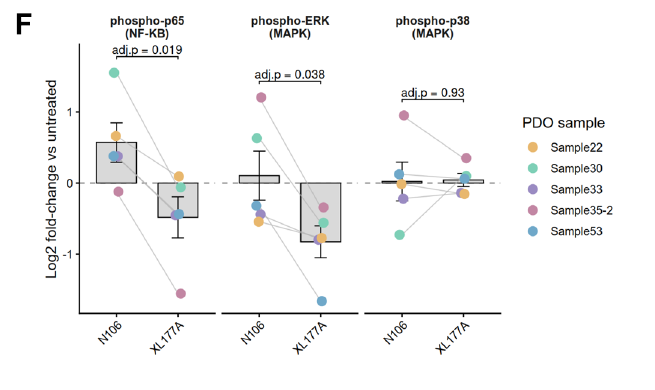 F
phospho-p65
(NF-KB)
phospho-ERK
(MAPK)
phospho-p38
(MAPK)
adj.p = 0.019
adj.p = 0.038
adj.p = 0.93
Log2 fold-change vs untreated
1
0
-1
N106
XL177A
N106
XL177A
N106
XL177A
PDO sample
Sample22
Sample30
Sample33
Sample35-2
Sample53